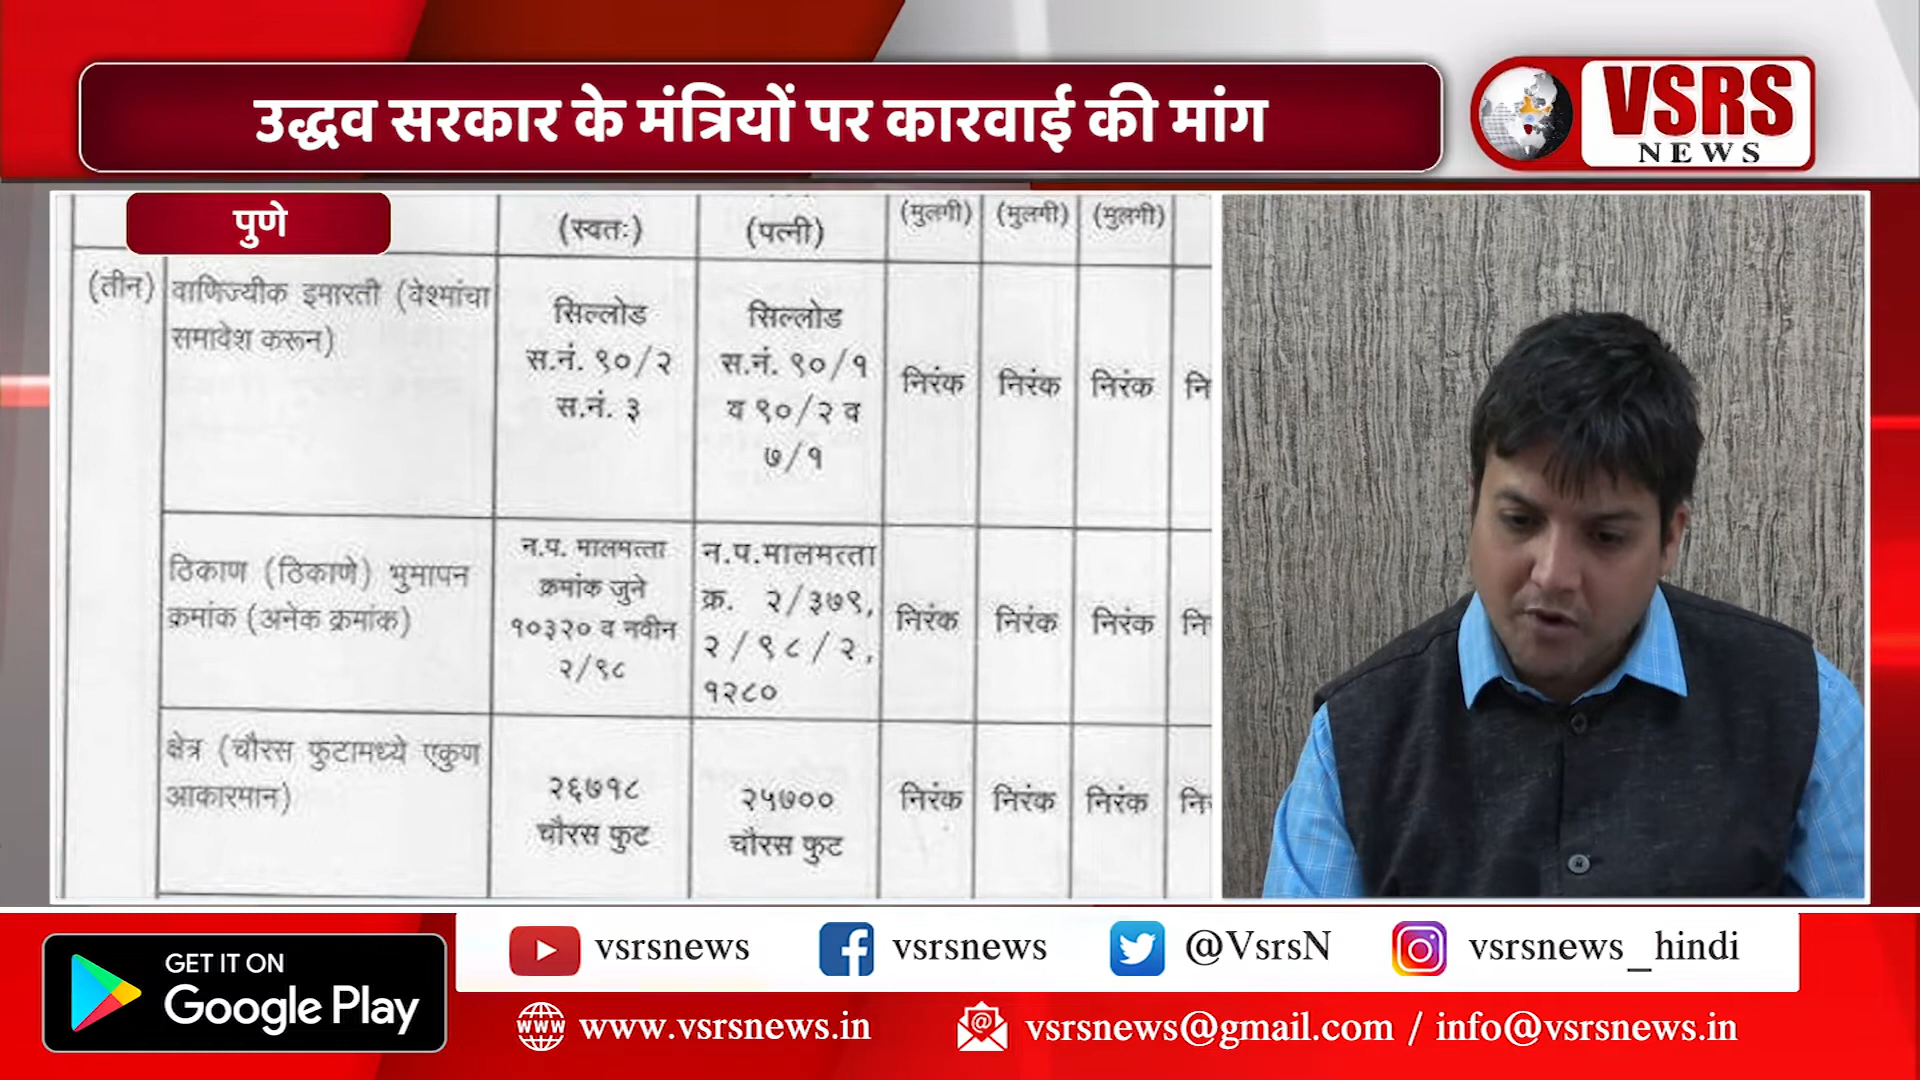 उद्धव सरकार के मंत्रियों पर कारवाई की मांग
VSRS
NEWS
पुणे
(स्वतः) (पत्नी) (मुलगी) (मुलगी) (मुलगी)
(तीन) वाणिज्यीक इमारती (वेश्मांचा
समावेश करून)
सिल्लोड
स.नं. ९०/२
स.नं. ३
सिल्लोड
स.नं. ९०/१
व ९०/२ व
७/१
निरंक निरंक निरंक नि
ठिकाण (ठिकाणे) भुमापन
क्रमांक (अनेक क्रमांक)
न.प. मालमत्ता
क्रमांक जुने
१०३२० व नवीन
२/९८
न.प.मालमत्ता
क्र. २/३७९,
२/९८/२,
१२८०
निरंक निरंक निरंक नि
क्षेत्र (चौरस फुटामध्ये एकुण
आकारमान)
२६७१८
चौरस फुट
२५७००
चौरस फुट
निरंक निरंक निरंक नि
GET IT ON
Google Play
vsrsnews vsrsnews @VsrsN vsrsnews_hindi
www www.vsrsnews.in vsrsnews@gmail.com / info@vsrsnews.in